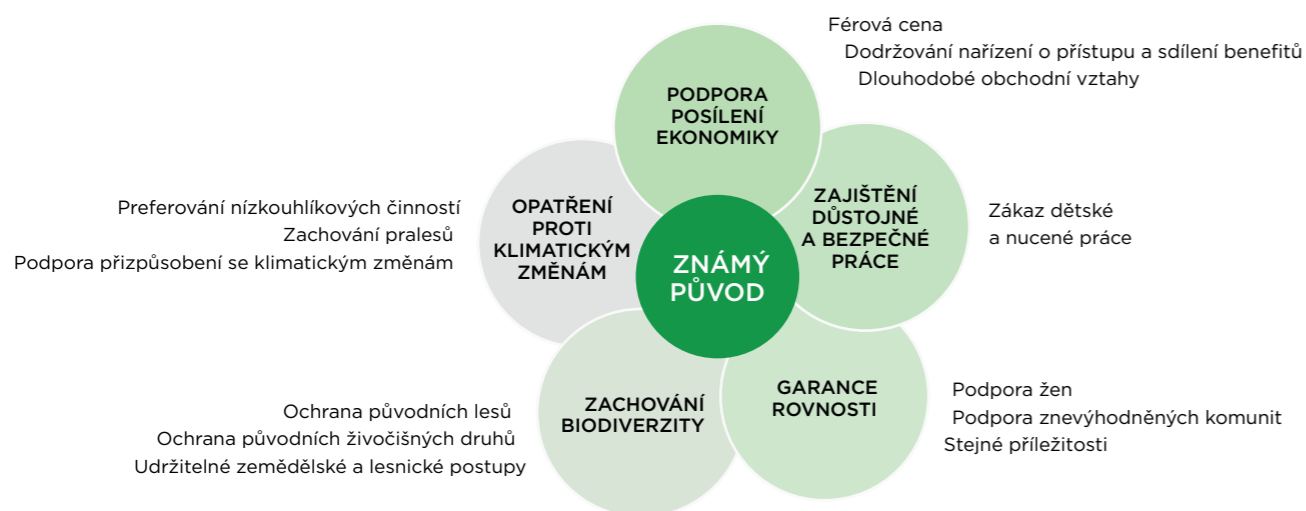 Férová cena
Dodržování nařízení o přístupu a sdílení benefitů
Dlouhodobé obchodní vztahy
PODPORA
POSÍLENÍ
EKONOMIKY
ZAJIŠTĚNÍ
DŮSTOJNÉ
A BEZPEČNÉ
PRÁCE
Zákaz dětské
a nucené práce
OPATŘENÍ
PROTI
KLIMATICKÝM
ZMĚNÁM
Preferování nízkouhlíkových činností
Zachování pralesů
Podpora přizpůsobení se klimatickým změnám
ZNÁMÝ
PŮVOD
GARANCE
ROVNOSTI
Podpora žen
Podpora znevýhodněných komunit
Stejné příležitosti
ZACHOVÁNÍ
BIODIVERZITY
Ochrana původních lesů
Ochrana původních živočišných druhů
Udržitelné zemědělské a lesnické postupy